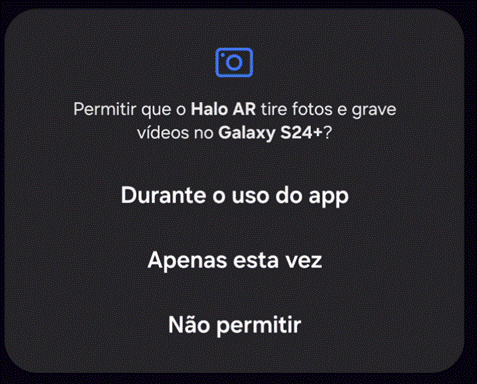 Permitir que o Halo AR tire fotos e grave
vídeos no Galaxy S24+?
Durante o uso do app
Apenas esta vez
Não permitir